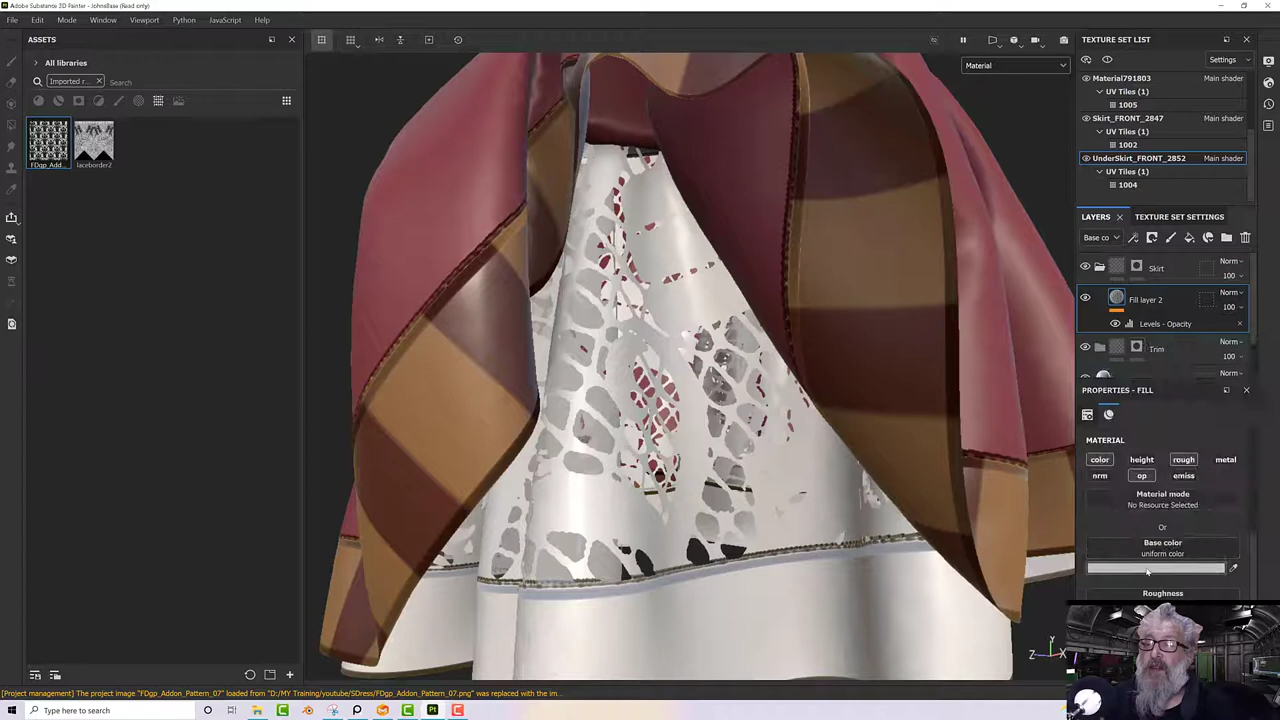 Adobe Substance 3D Painter - JohnsBase (Read only)
File Edit Mode Window Viewport Python JavaScript Help
ASSETS
All libraries
Imported r... Search
FDgp_Add... laceborder2
Material
TEXTURE SET LIST
Settings
Material791803 Main shader
UV Tiles (1)
1005
Skirt_FRONT_2847 Main shader
UV Tiles (1)
1002
UnderSkirt_FRONT_2852 Main shader
UV Tiles (1)
1004
LAYERS TEXTURE SET SETTINGS
Base co
Skirt Norm
100
Fill layer 2 Norm
100
Levels - Opacity
Trim Norm
100
Norm
PROPERTIES - FILL
MATERIAL
color height rough metal
nrm op emiss
Material mode
No Resource Selected
Or
Base color
uniform color
Roughness
Y
Z X
[Project management] The project image "FDgp_Addon_Pattern_07" loaded from "D:/MY Training/youtube/SDress/FDgp_Addon_Pattern_07.png" was replaced with the im...
Type here to search